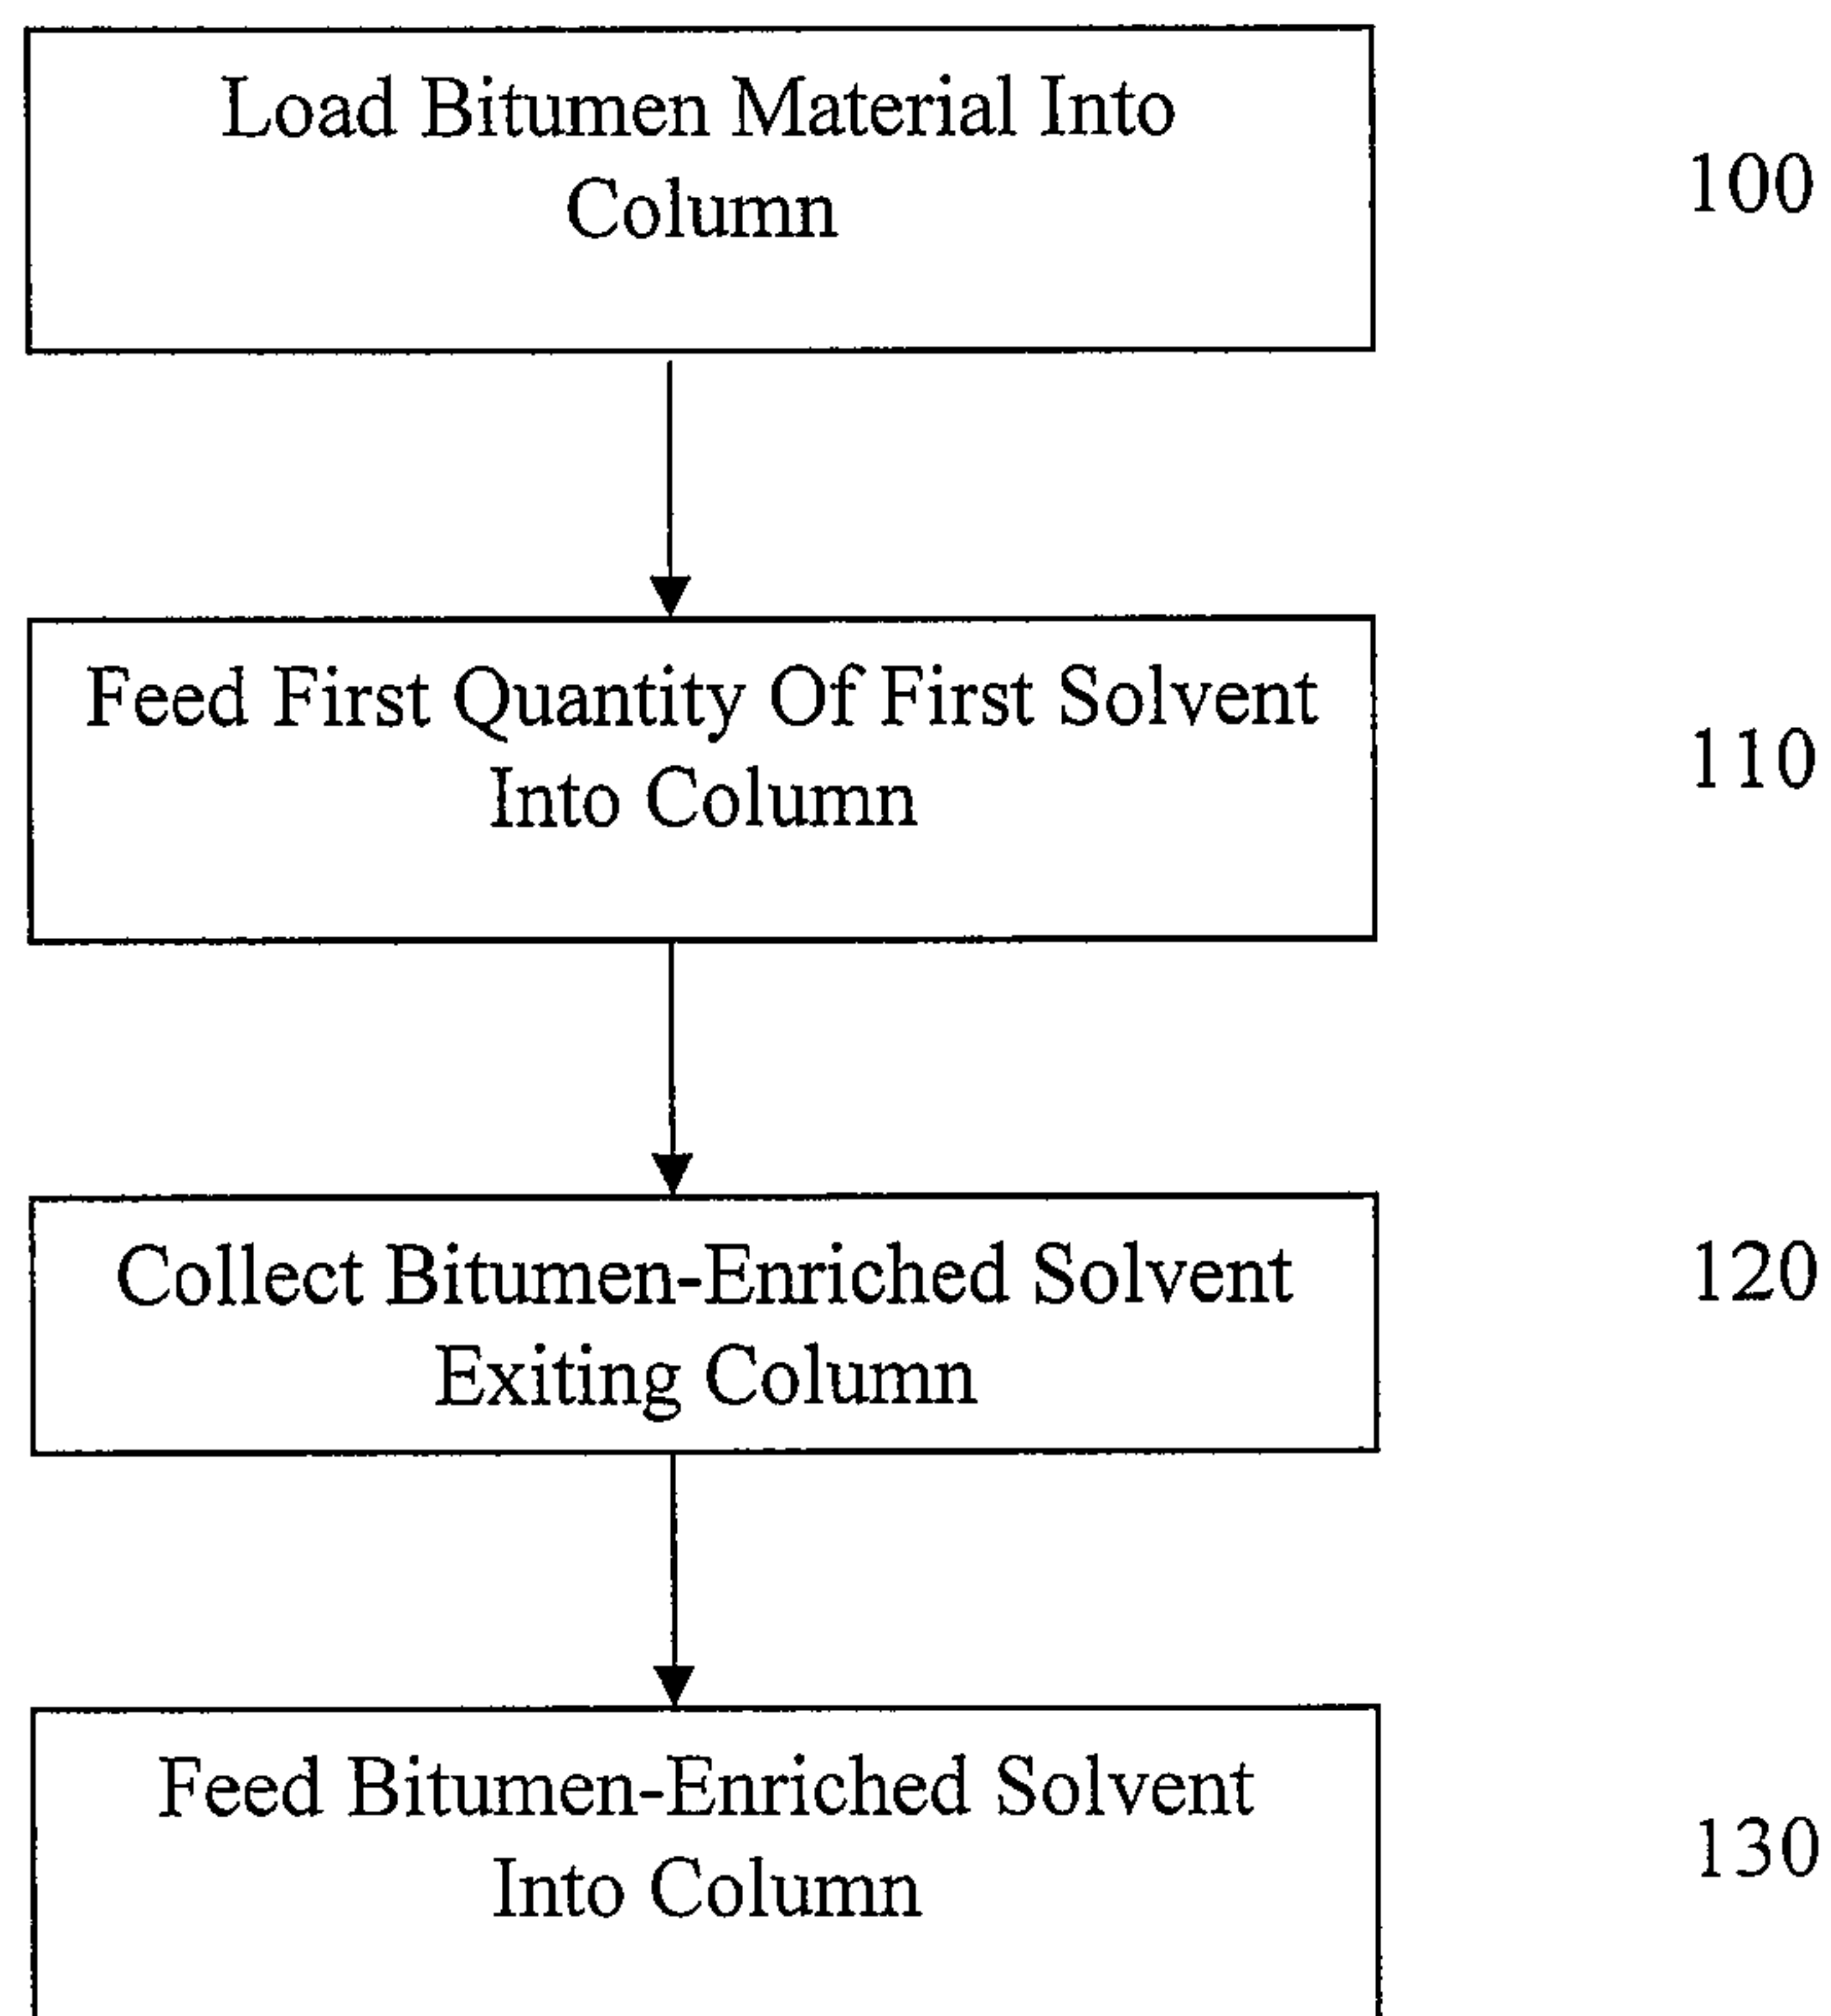 Load Bitumen Material Into
Column
100
Feed First Quantity Of First Solvent
Into Column
110
Collect Bitumen-Enriched Solvent
Exiting Column
120
Feed Bitumen-Enriched Solvent
Into Column
130